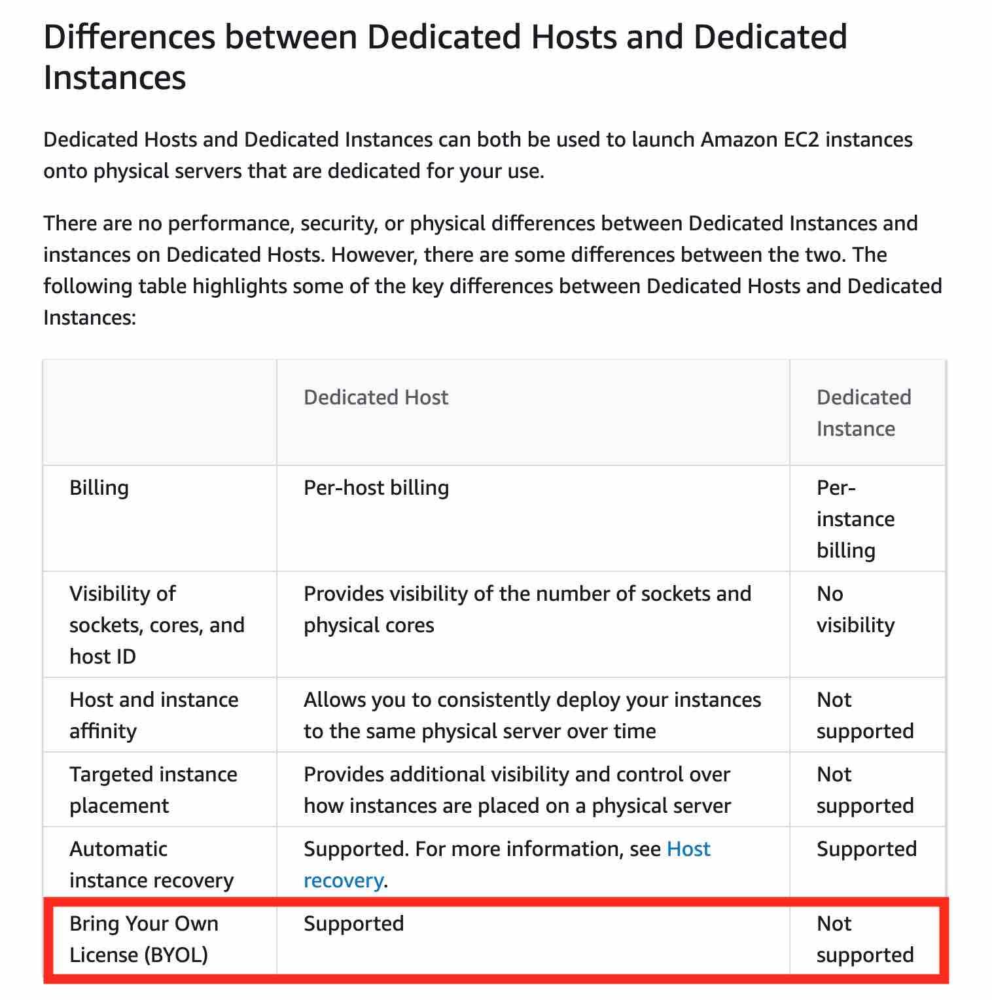 Differences between Dedicated Hosts and Dedicated
Instances
Dedicated Hosts and Dedicated Instances can both be used to launch Amazon EC2 instances
onto physical servers that are dedicated for your use.
There are no performance, security, or physical differences between Dedicated Instances and
instances on Dedicated Hosts. However, there are some differences between the two. The
following table highlights some of the key differences between Dedicated Hosts and Dedicated
Instances:
Dedicated Host
Dedicated
Instance
Billing
Per-host billing
Per-
instance
billing
Visibility of
sockets, cores, and
host ID
Provides visibility of the number of sockets and
physical cores
No
visibility
Host and instance
affinity
Allows you to consistently deploy your instances
to the same physical server over time
Not
supported
Targeted instance
placement
Provides additional visibility and control over
how instances are placed on a physical server
Not
supported
Automatic
instance recovery
Supported. For more information, see Host
recovery.
Supported
Bring Your Own
License (BYOL)
Supported
Not
supported